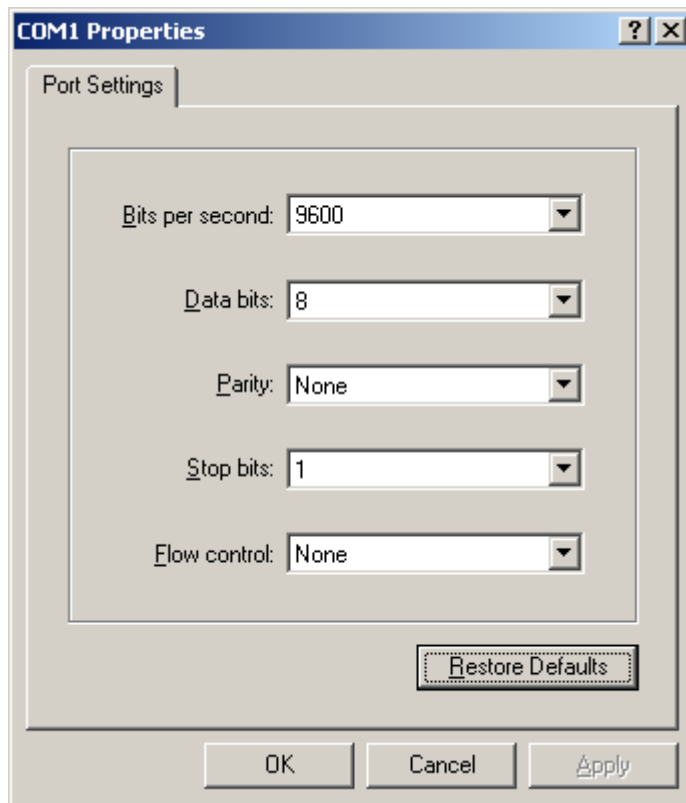 COM1 Properties
Port Settings
Bits per second: 9600
Data bits: 8
Parity: None
Stop bits: 1
Flow control: None
Restore Defaults
OK Cancel Apply